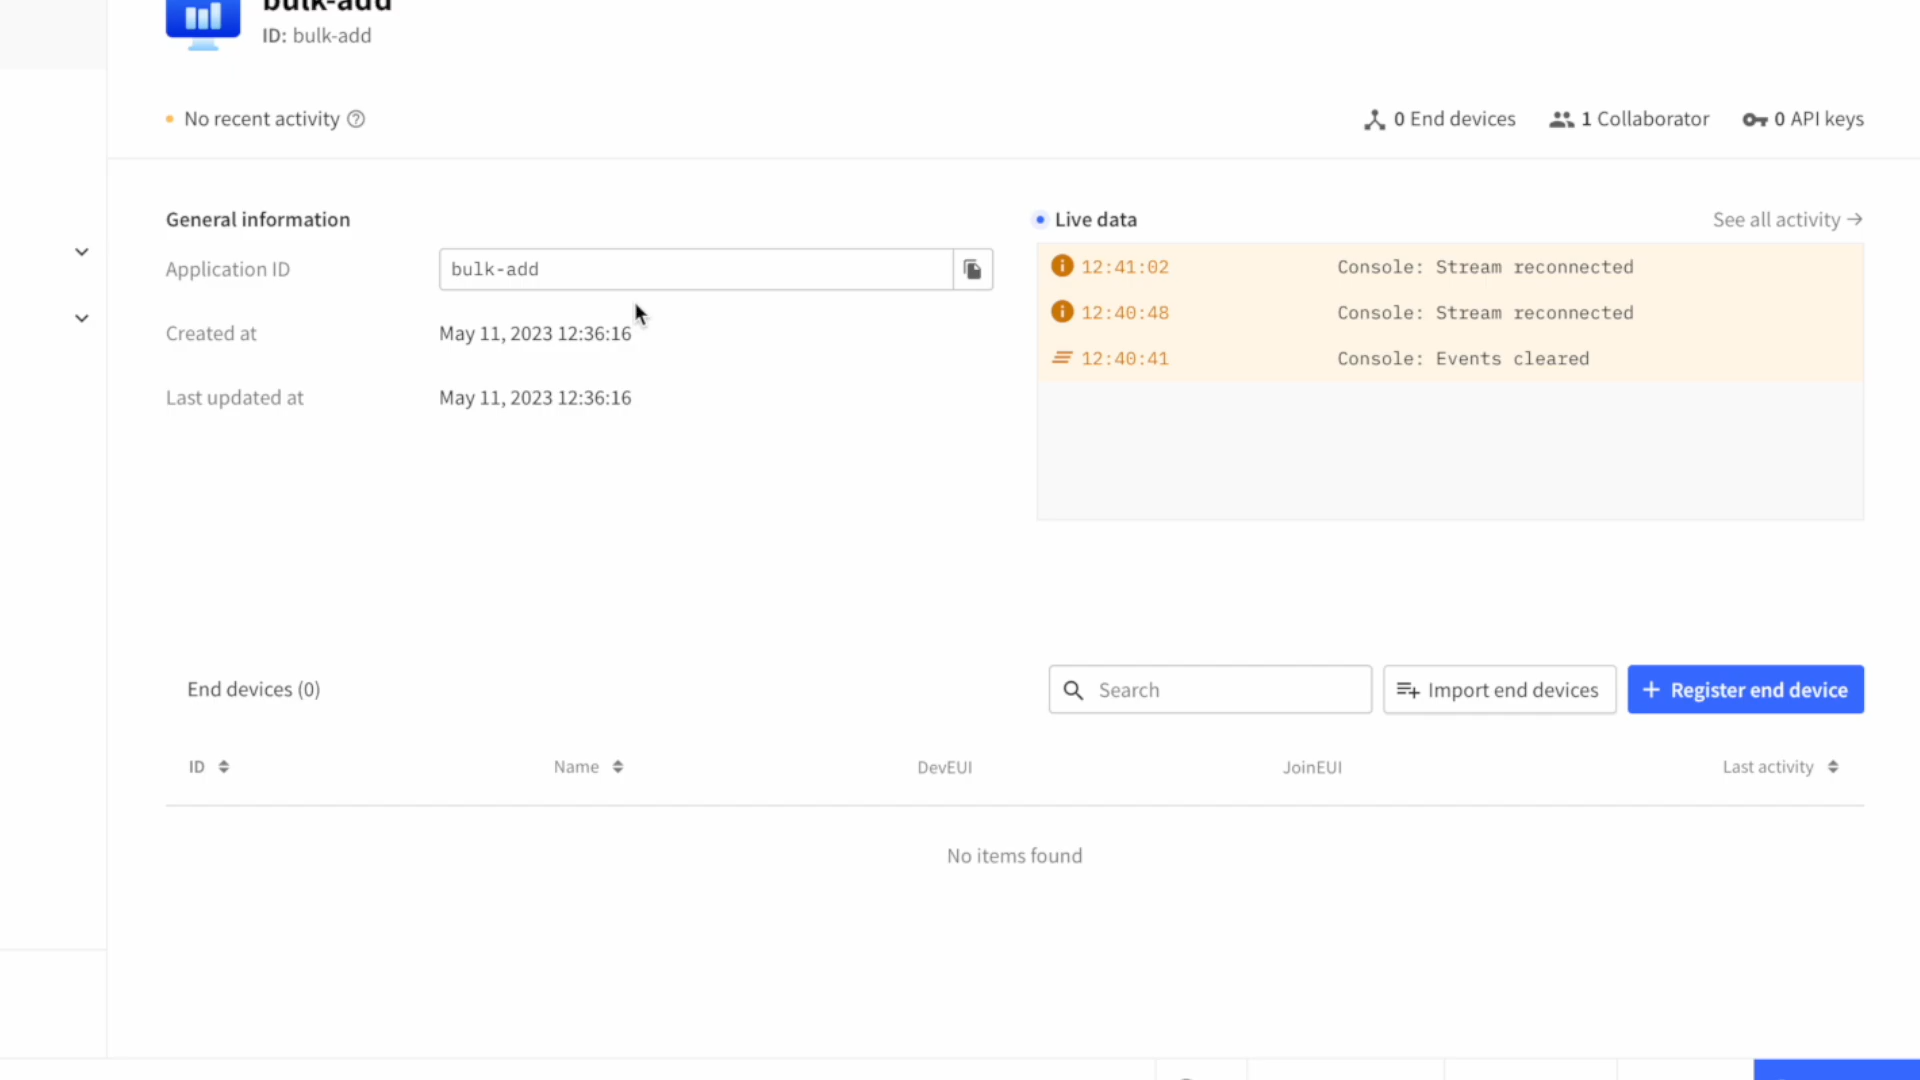 bulk-add
ID: bulk-add
No recent activity
0 End devices
1 Collaborator
0 API keys
General information
Application ID
bulk-add
Created at
May 11, 2023 12:36:16
Last updated at
May 11, 2023 12:36:16
Live data
See all activity →
12:41:02 Console: Stream reconnected
12:40:48 Console: Stream reconnected
12:40:41 Console: Events cleared
End devices (0)
Search
Import end devices
+ Register end device
ID
Name
DevEUI
JoinEUI
Last activity
No items found